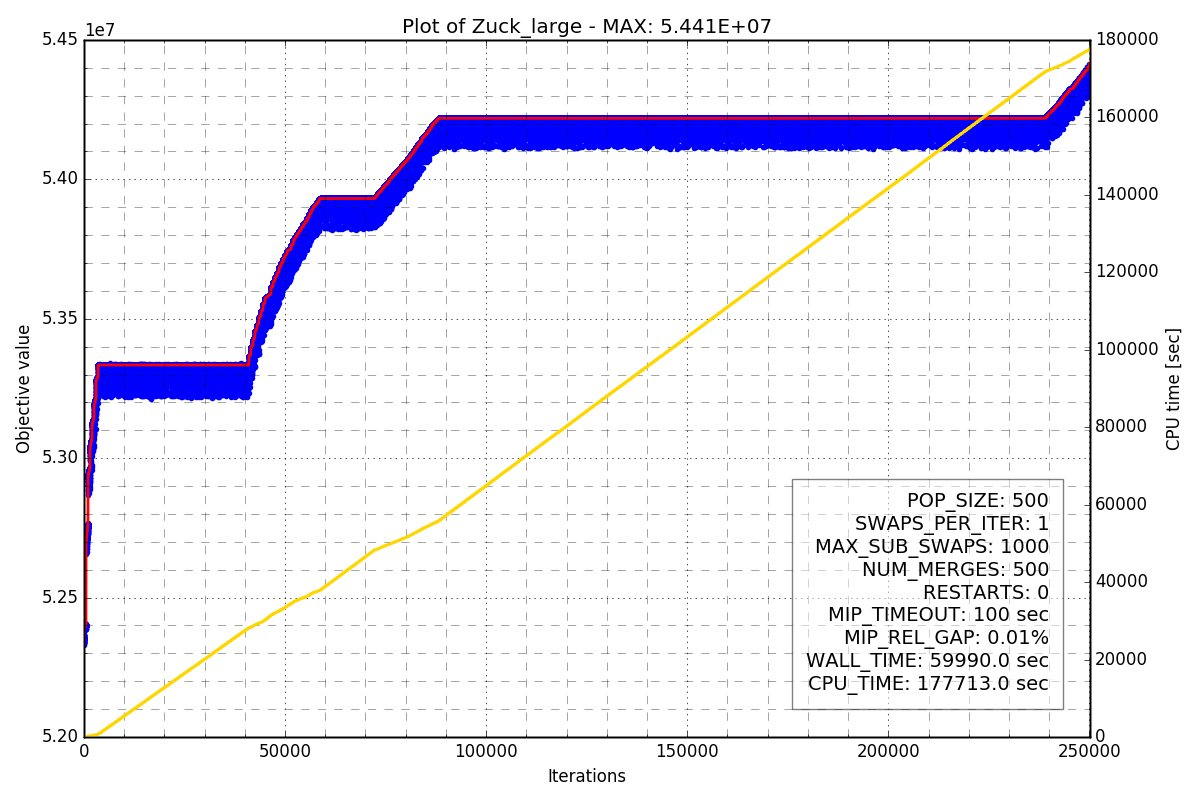 Plot of Zuck_large - MAX: 5.441E+07
1e7
5.45
5.40
5.35
5.30
5.25
5.20
Objective value
180000
160000
140000
120000
100000
80000
60000
40000
20000
0
CPU time [sec]
POP_SIZE: 500
SWAPS_PER_ITER: 1
MAX_SUB_SWAPS: 1000
NUM_MERGES: 500
RESTARTS: 0
MIP_TIMEOUT: 100 sec
MIP_REL_GAP: 0.01%
WALL_TIME: 59990.0 sec
CPU_TIME: 177713.0 sec
0 50000 100000 150000 200000 250000
Iterations